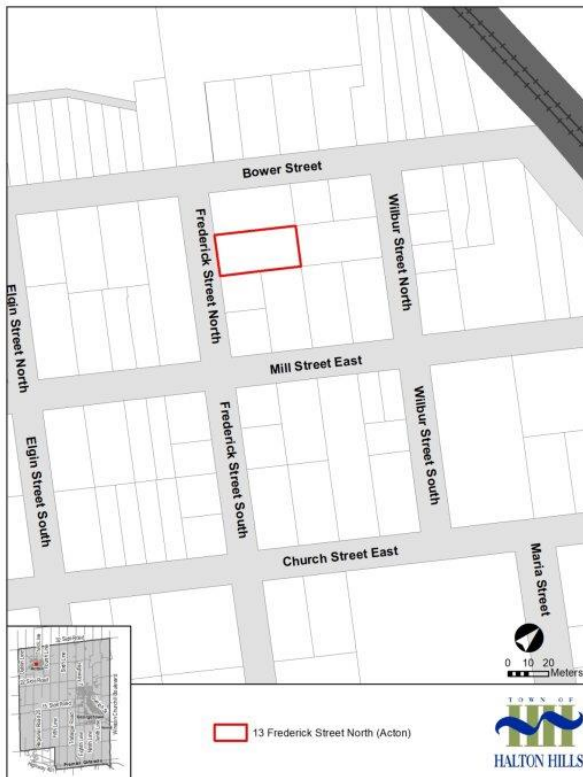 Bower Street
Wilbur Street North
Frederick Street North
Elgin Street North
Mill Street East
Frederick Street South
Wilbur Street South
Elgin Street South
Church Street East
Maria Street
0 10 20
Meters
13 Frederick Street North (Acton)
TOWN OF
HALTON HILLS